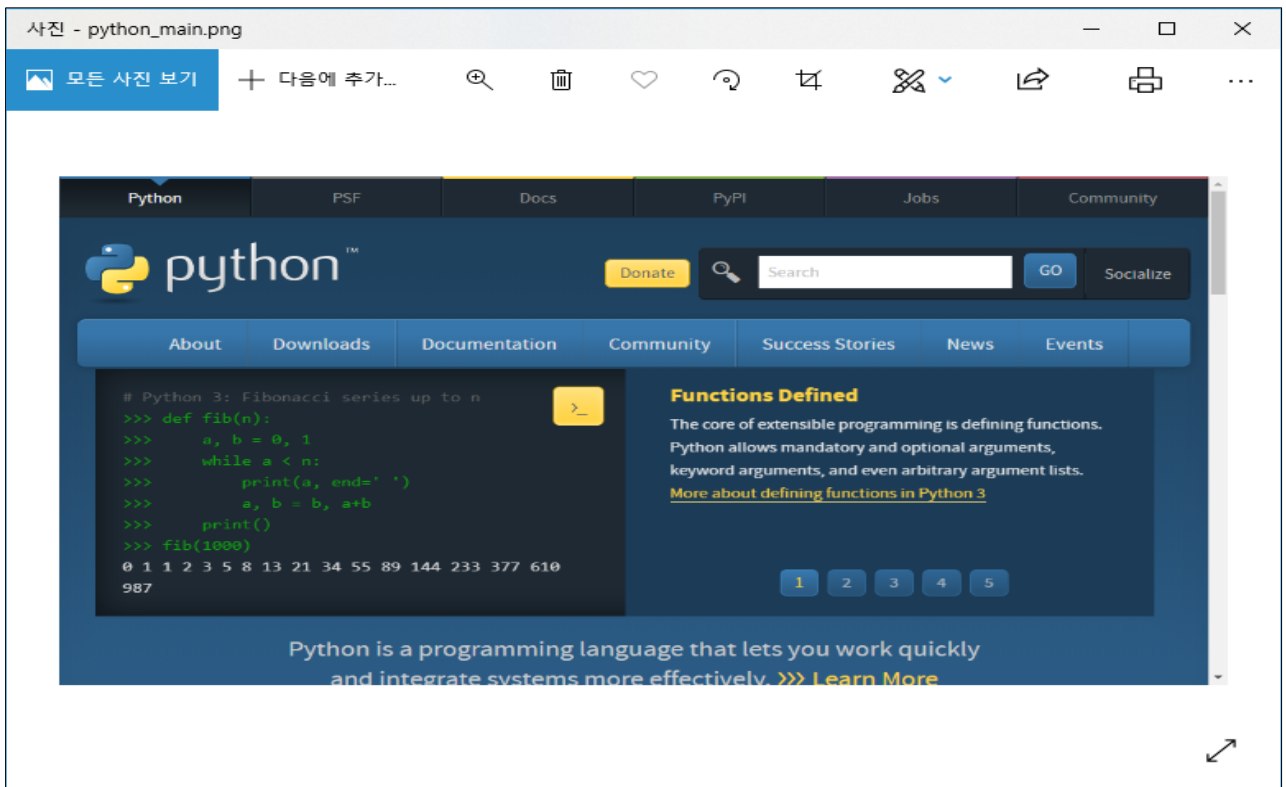 사진 - python_main.png
모든 사진 보기
다음에 추가...
Python PSF Docs PyPI Jobs Community
python™
Donate Search GO Socialize
About Downloads Documentation Community Success Stories News Events
# Python 3: Fibonacci series up to n
>>> def fib(n):
>>>     a, b = 0, 1
>>>     while a < n:
>>>         print(a, end=' ')
>>>         a, b = b, a+b
>>>     print()
>>> fib(1000)
0 1 1 2 3 5 8 13 21 34 55 89 144 233 377 610
987
>_
Functions Defined
The core of extensible programming is defining functions.
Python allows mandatory and optional arguments,
keyword arguments, and even arbitrary argument lists.
More about defining functions in Python 3
1 2 3 4 5
Python is a programming language that lets you work quickly
and integrate systems more effectively. >>> Learn More